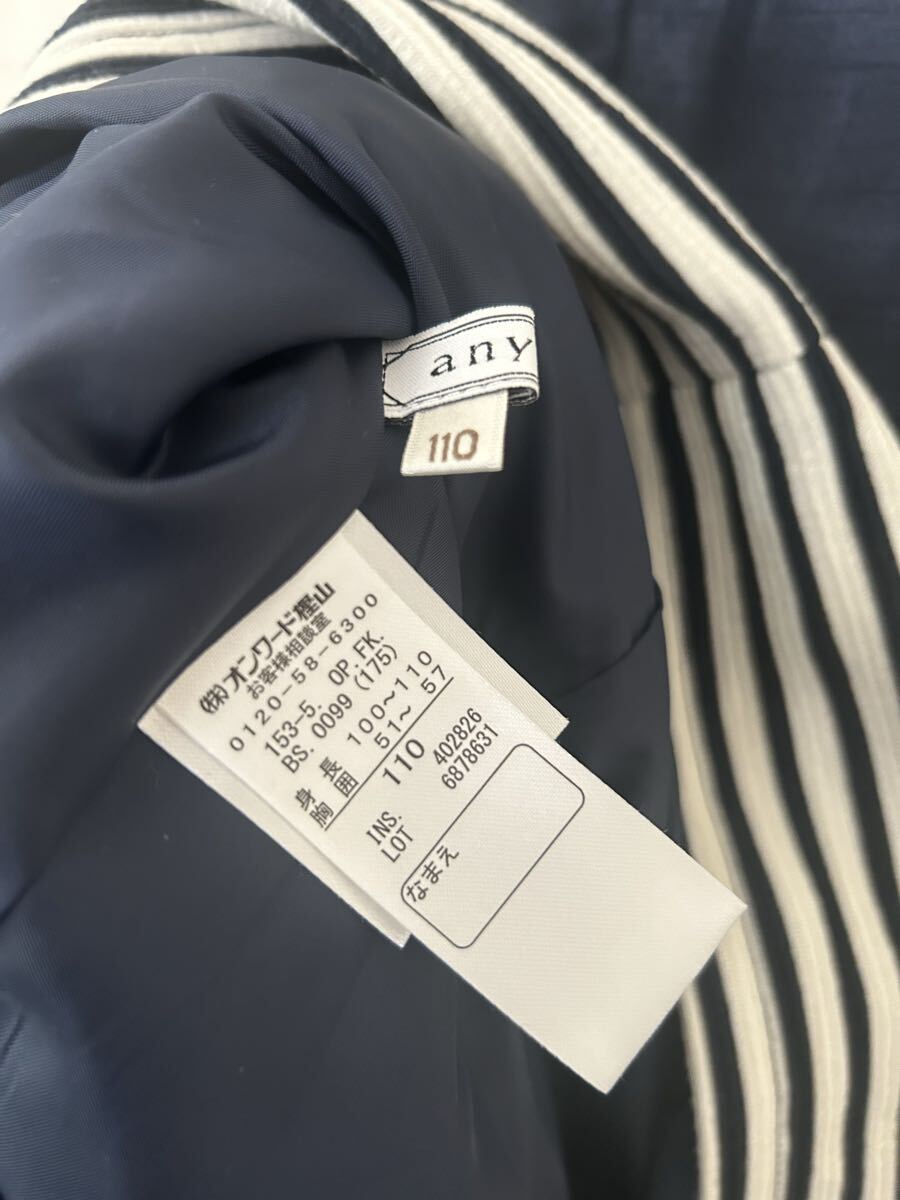 any
110
(株)オンワード樫山
お客様相談室
0120-58-6300
153-5. OP.FK.
BS. 0099 (175)
身長 100〜110
胸囲 51〜 57
110
INS. 402826
LOT 6878631
なまえ